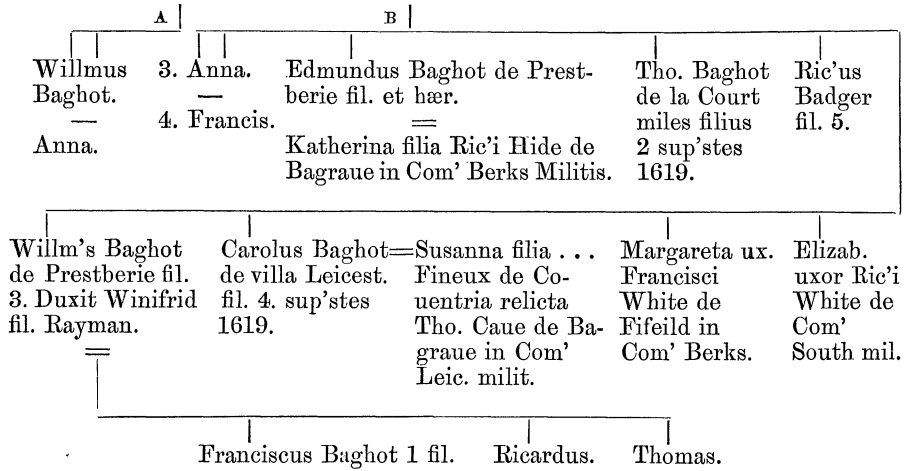 A B
Willmus
Baghot.
—
Anna.
3. Anna.
—
4. Francis.
Edmundus Baghot de Prest-
berie fil. et hær.
=
Katherina filia Ric'i Hide de
Bagraue in Com' Berks Militis.
Tho. Baghot
de la Court
miles filius
2 sup'stes
1619.
Ric'us
Badger
fil. 5.
Willm's Baghot
de Prestberie fil.
3. Duxit Winifrid
fil. Rayman.
=
Carolus Baghot=
de villa Leicest.
fil. 4. sup'stes
1619.
Susanna filia . . .
Fineux de Co-
uentria relicta
Tho. Caue de Ba-
graue in Com'
Leic. milit.
Margareta ux.
Francisci
White de
Fifeild in
Com' Berks.
Elizab.
uxor Ric'i
White de
Com'
South mil.
Franciscus Baghot 1 fil.
Ricardus.
Thomas.